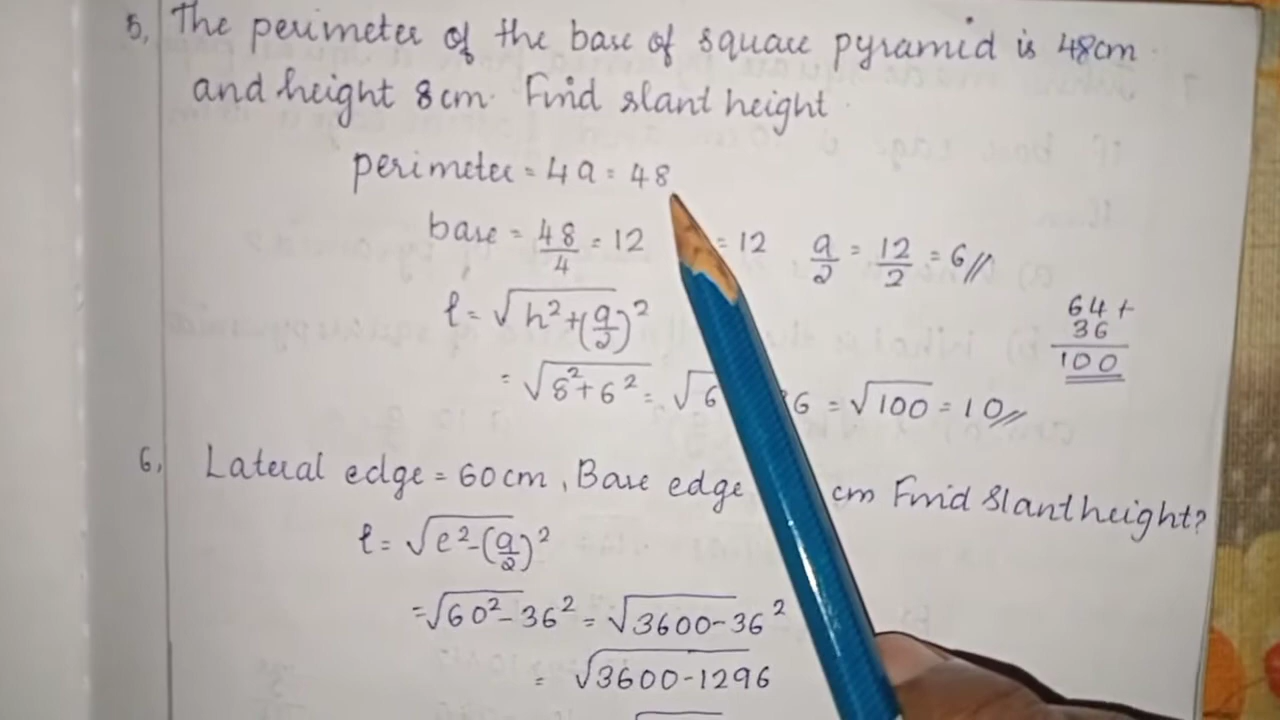 5, The perimeter of the base of square pyramid is 48cm
and height 8cm. Find slant height.
perimeter = 4a = 48
base = 48/4 = 12 = 12 a/2 = 12/2 = 6//
l = √h²+(a/2)²
64+
36
100
= √8²+6² = √6 36 = √100 = 10//
6, Lateral edge = 60cm, Base edge cm Find Slant height?
l = √e²-(a/2)²
= √60²-36² = √3600-36²
= √3600-1296